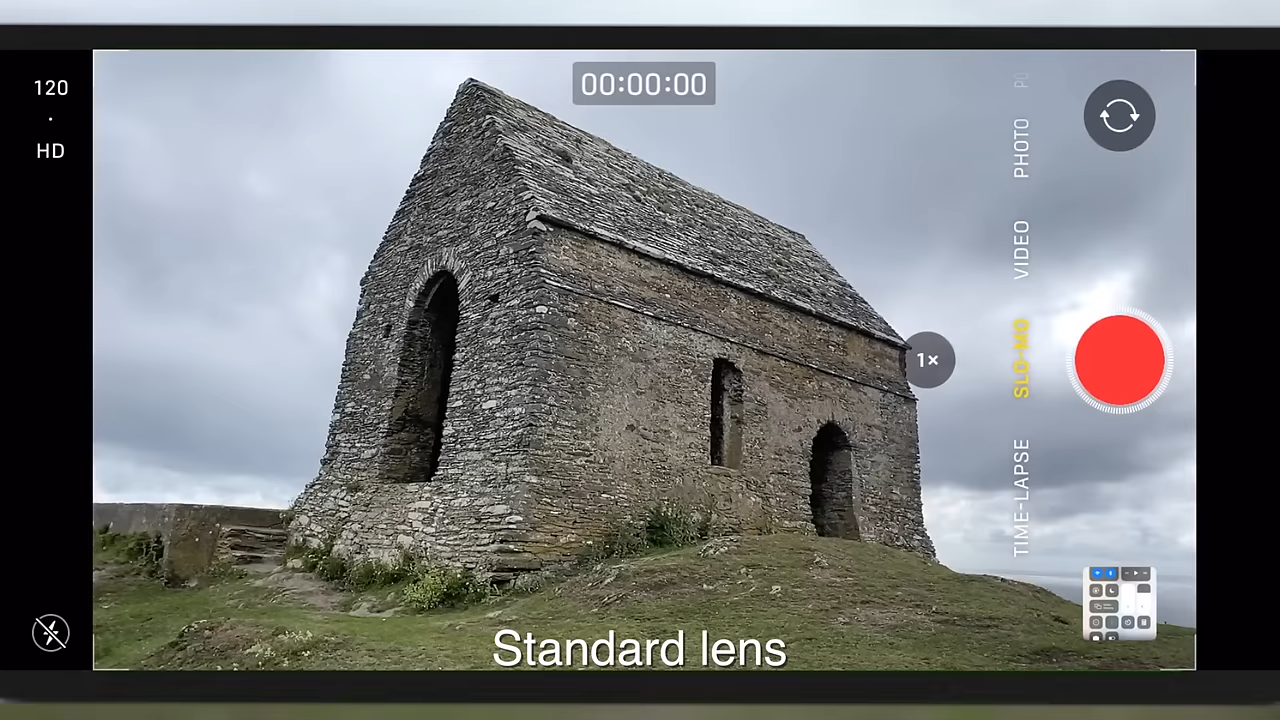 120
·
HD
00:00:00
PHOTO
VIDEO
SLO-MO
TIME-LAPSE
1×
Standard lens